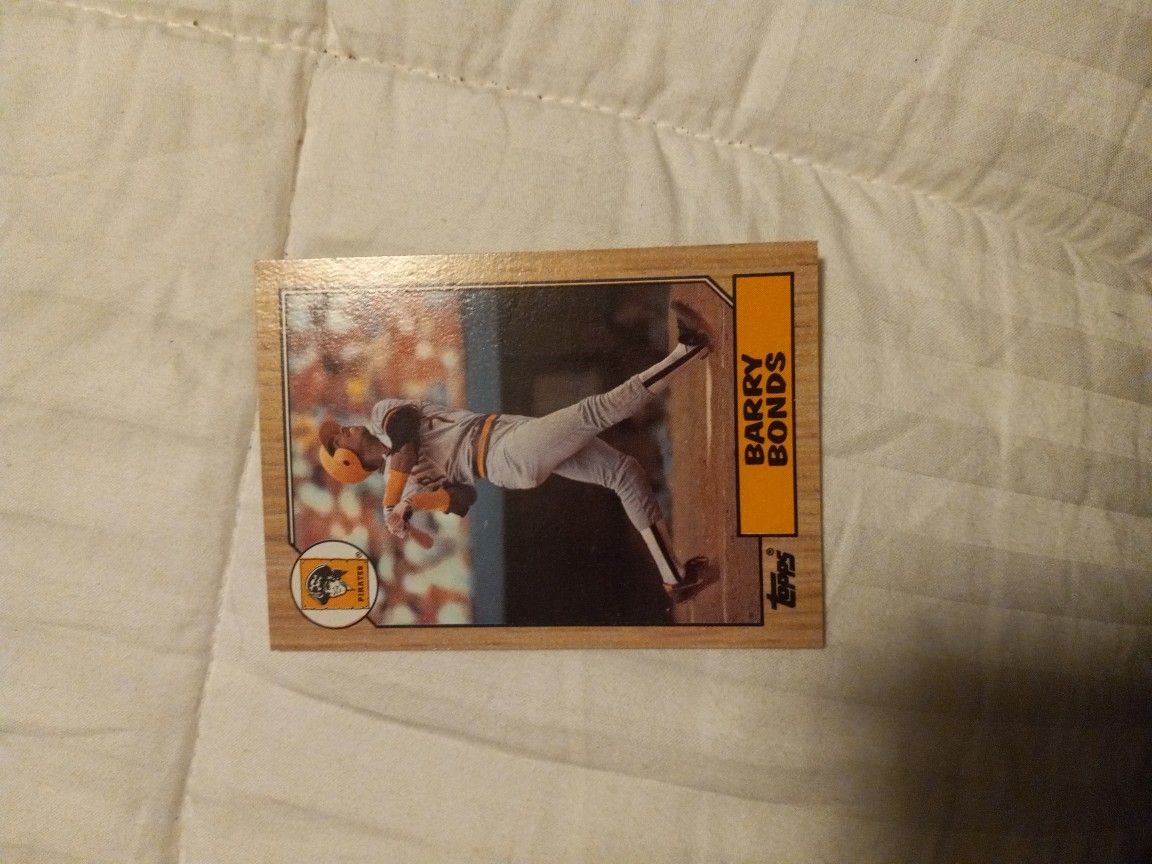 PIRATES ®
BARRY
BONDS
topps®